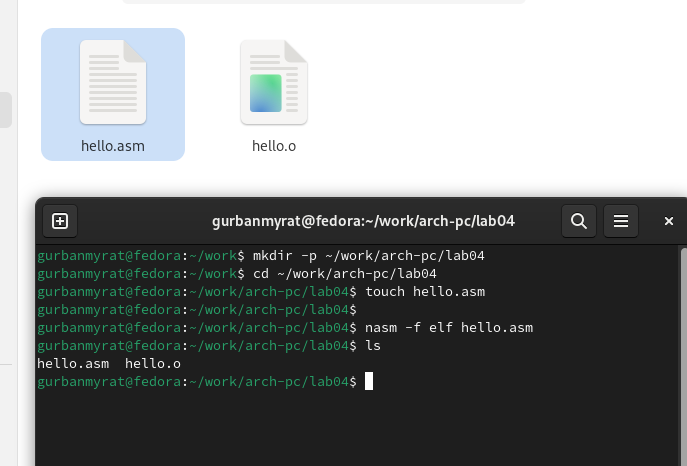 hello.asm
hello.o
gurbanmyrat@fedora:~/work/arch-pc/lab04
gurbanmyrat@fedora:~/work$ mkdir -p ~/work/arch-pc/lab04
gurbanmyrat@fedora:~/work$ cd ~/work/arch-pc/lab04
gurbanmyrat@fedora:~/work/arch-pc/lab04$ touch hello.asm
gurbanmyrat@fedora:~/work/arch-pc/lab04$
gurbanmyrat@fedora:~/work/arch-pc/lab04$ nasm -f elf hello.asm
gurbanmyrat@fedora:~/work/arch-pc/lab04$ ls
hello.asm  hello.o
gurbanmyrat@fedora:~/work/arch-pc/lab04$